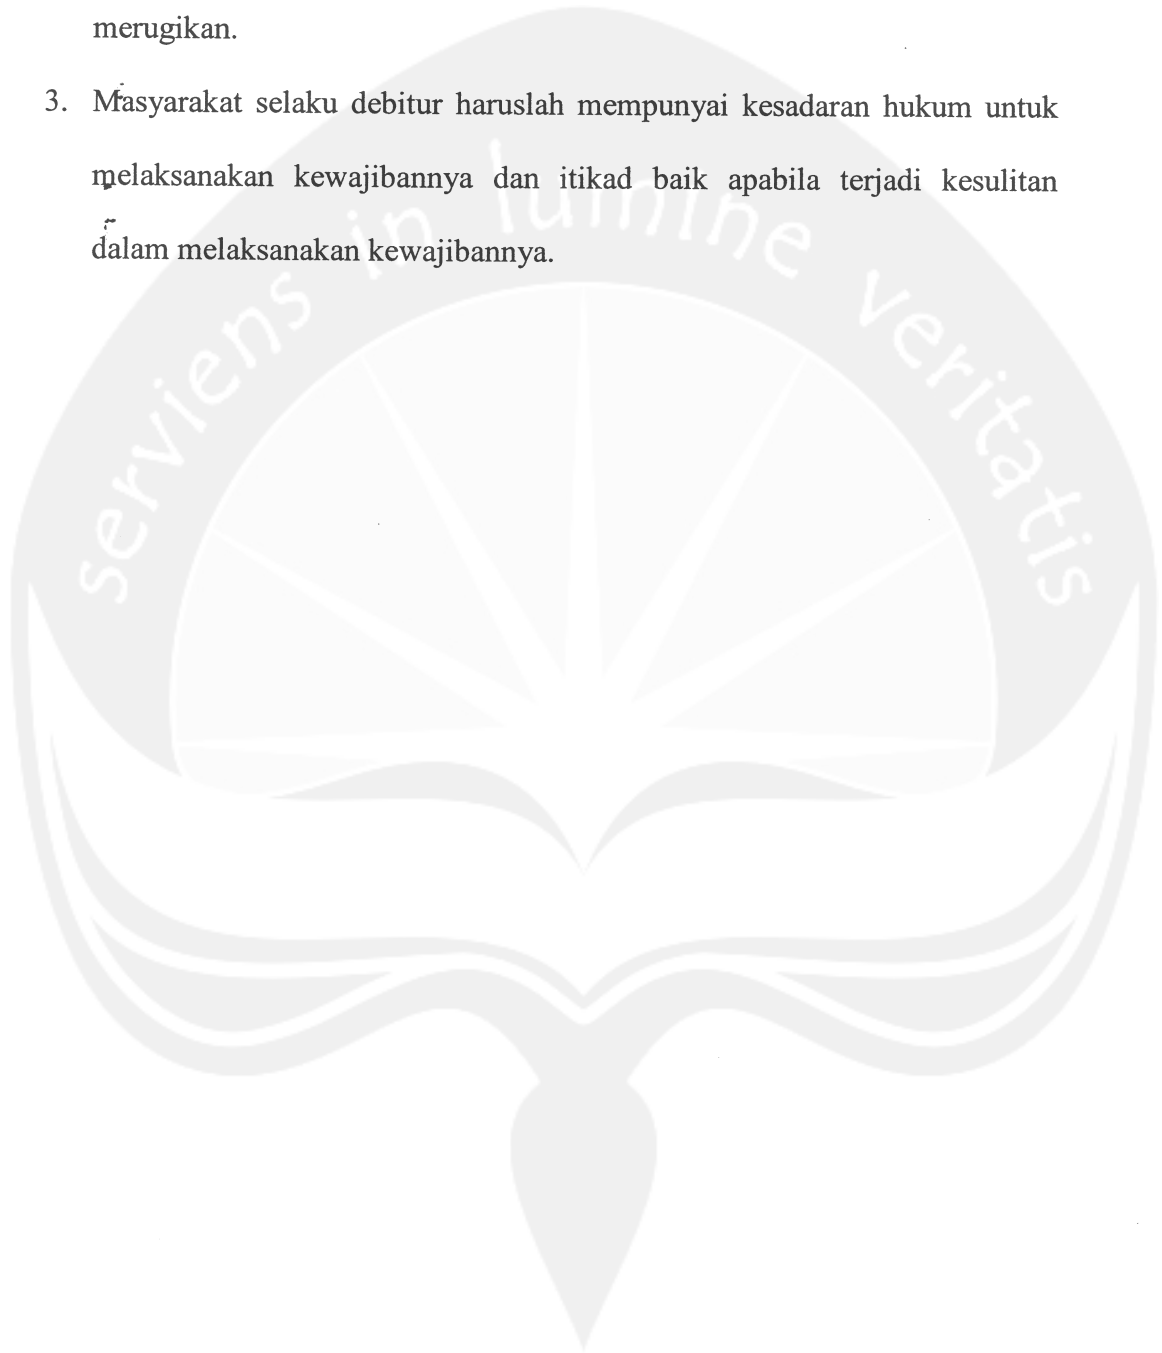 merugikan.
3. Masyarakat selaku debitur haruslah mempunyai kesadaran hukum untuk
melaksanakan kewajibannya dan itikad baik apabila terjadi kesulitan
dalam melaksanakan kewajibannya.
serviens in lumine veritatis